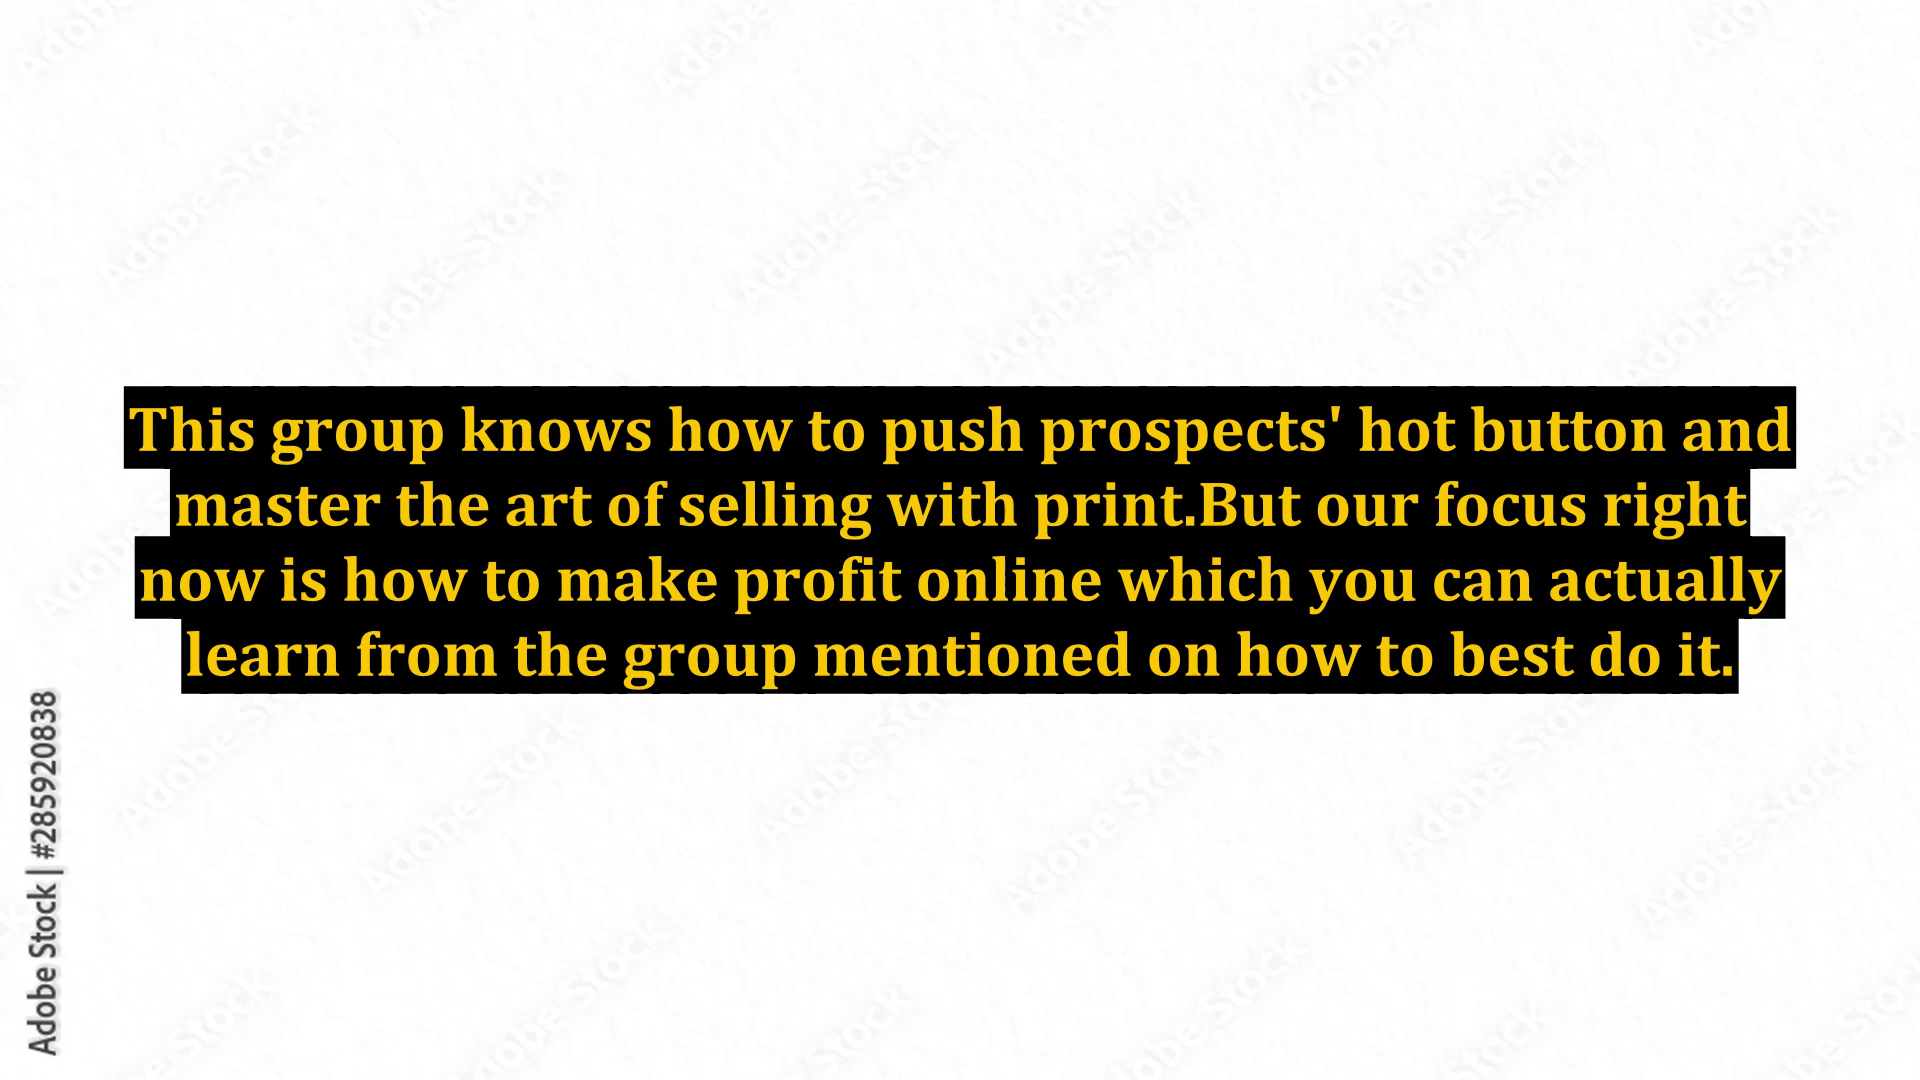 This group knows how to push prospects' hot button and
master the art of selling with print.But our focus right
now is how to make profit online which you can actually
learn from the group mentioned on how to best do it.
Adobe Stock | #285920838